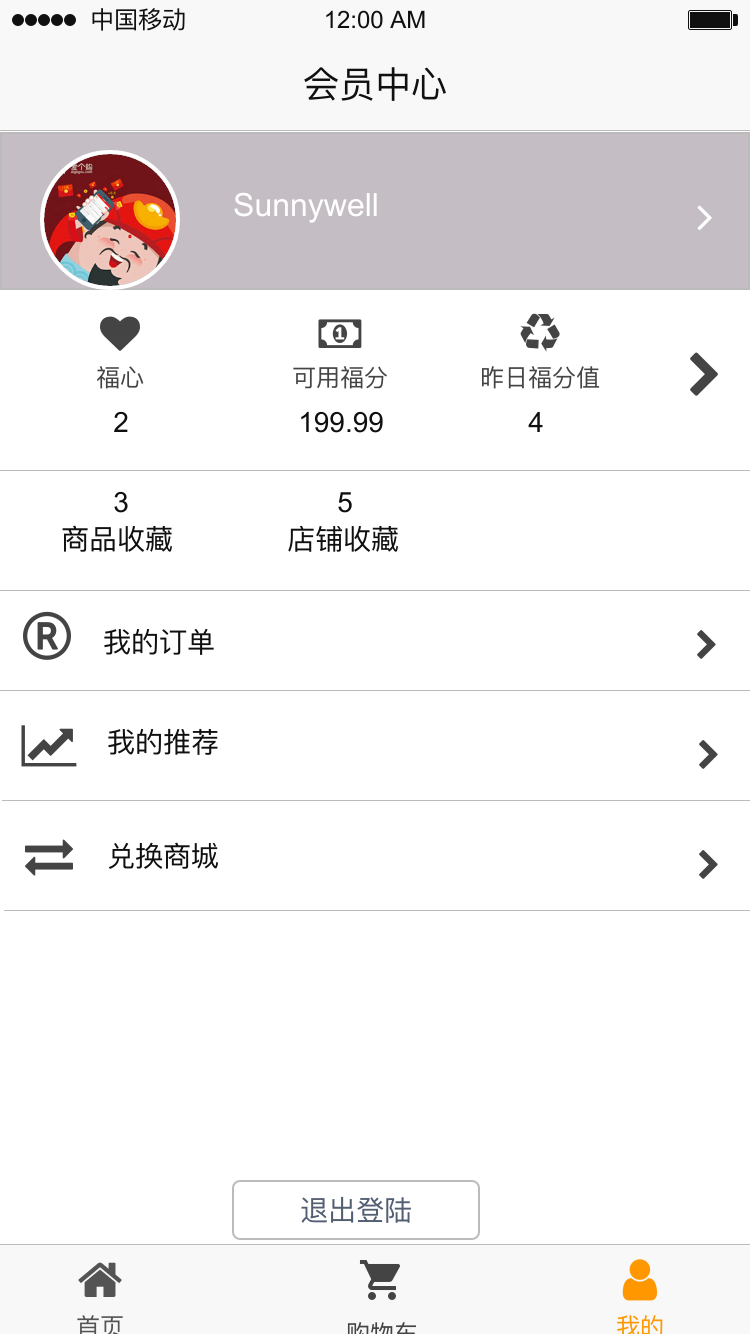 中国移动 12:00 AM
会员中心
Sunnywell
福心 可用福分 昨日福分值
2 199.99 4
3 5
商品收藏 店铺收藏
我的订单
我的推荐
兑换商城
退出登陆
首页 购物车 我的